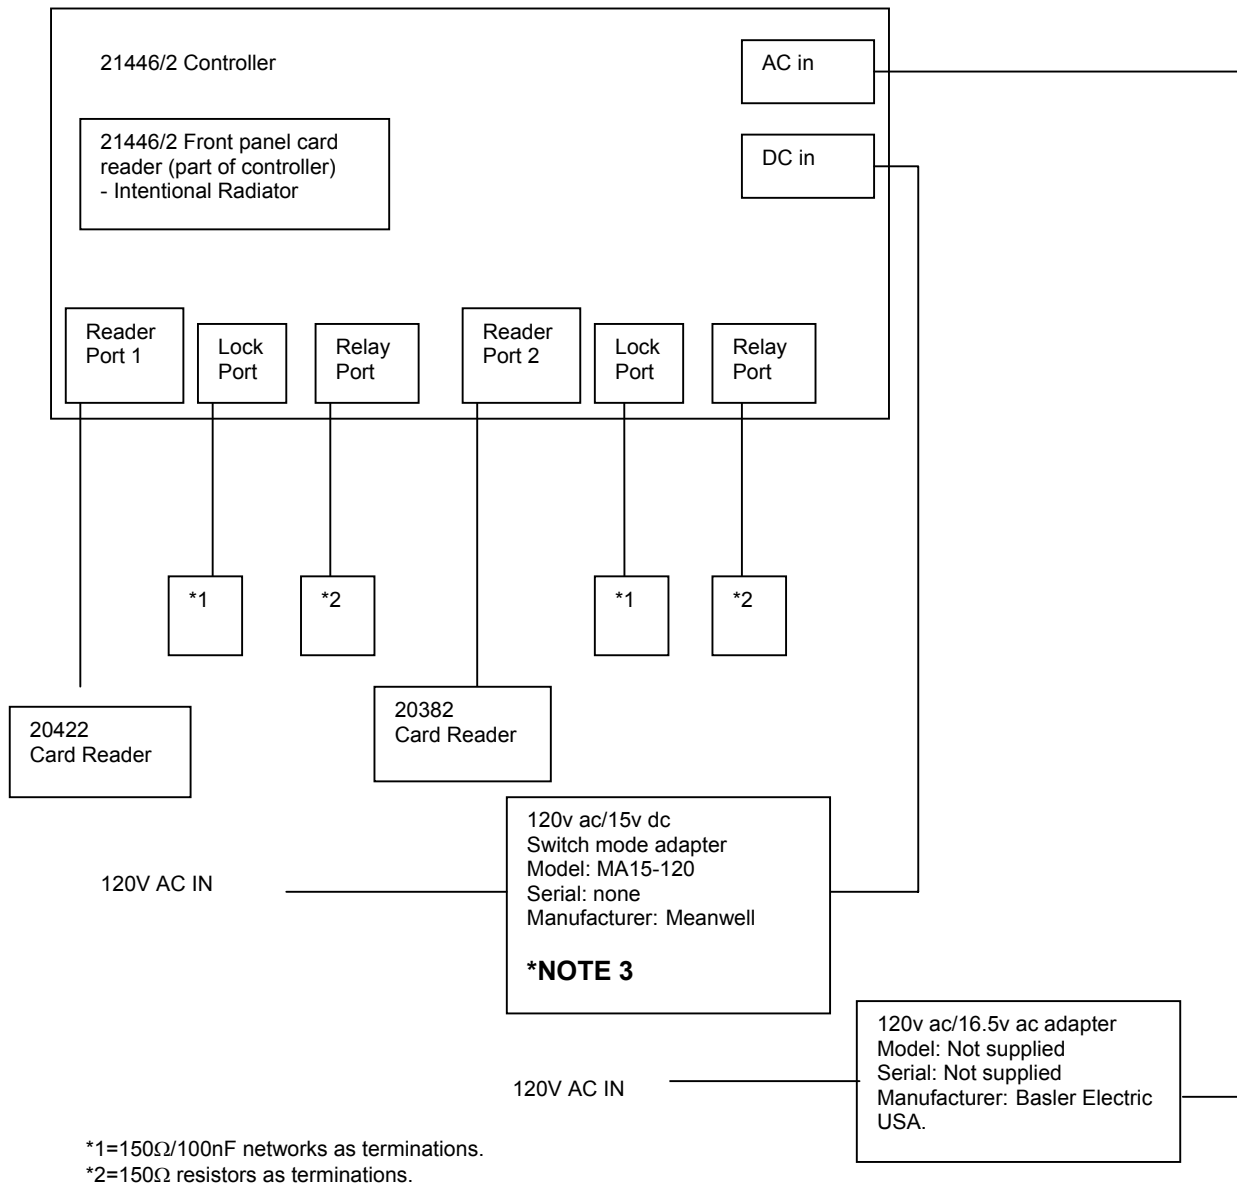 21446/2 Controller
AC in
21446/2 Front panel card
reader (part of controller)
- Intentional Radiator
DC in
Reader
Port 1
Lock
Port
Relay
Port
Reader
Port 2
Lock
Port
Relay
Port
*1
*2
*1
*2
20422
Card Reader
20382
Card Reader
120V AC IN
120v ac/15v dc
Switch mode adapter
Model: MA15-120
Serial: none
Manufacturer: Meanwell
*NOTE 3
120V AC IN
120v ac/16.5v ac adapter
Model: Not supplied
Serial: Not supplied
Manufacturer: Basler Electric
USA.
*1=150Ω/100nF networks as terminations.
*2=150Ω resistors as terminations.